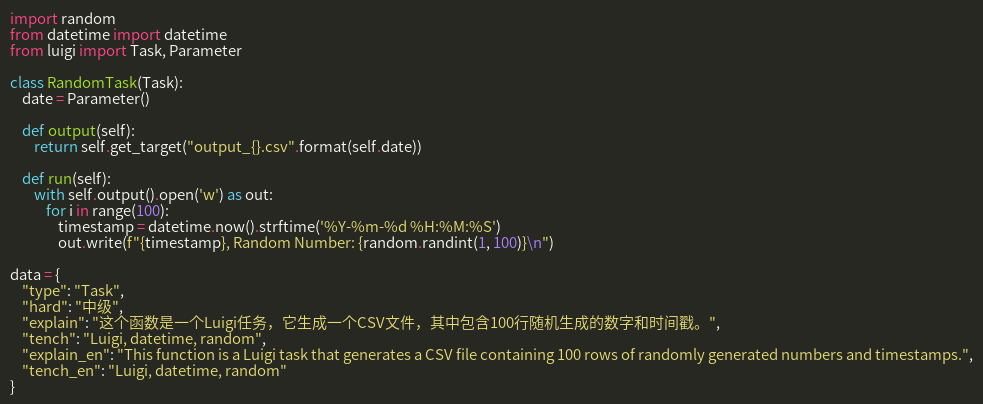 import random
from datetime import datetime
from luigi import Task, Parameter

class RandomTask(Task):
    date = Parameter()

    def output(self):
        return self.get_target("output_{}.csv".format(self.date))

    def run(self):
        with self.output().open('w') as out:
            for i in range(100):
                timestamp = datetime.now().strftime('%Y-%m-%d %H:%M:%S')
                out.write(f"{timestamp}, Random Number: {random.randint(1, 100)}\n")

data = {
    "type": "Task",
    "hard": "中级",
    "explain": "这个函数是一个Luigi任务，它生成一个CSV文件，其中包含100行随机生成的数字和时间戳。",
    "tench": "Luigi, datetime, random",
    "explain_en": "This function is a Luigi task that generates a CSV file containing 100 rows of randomly generated numbers and timestamps.",
    "tench_en": "Luigi, datetime, random"
}